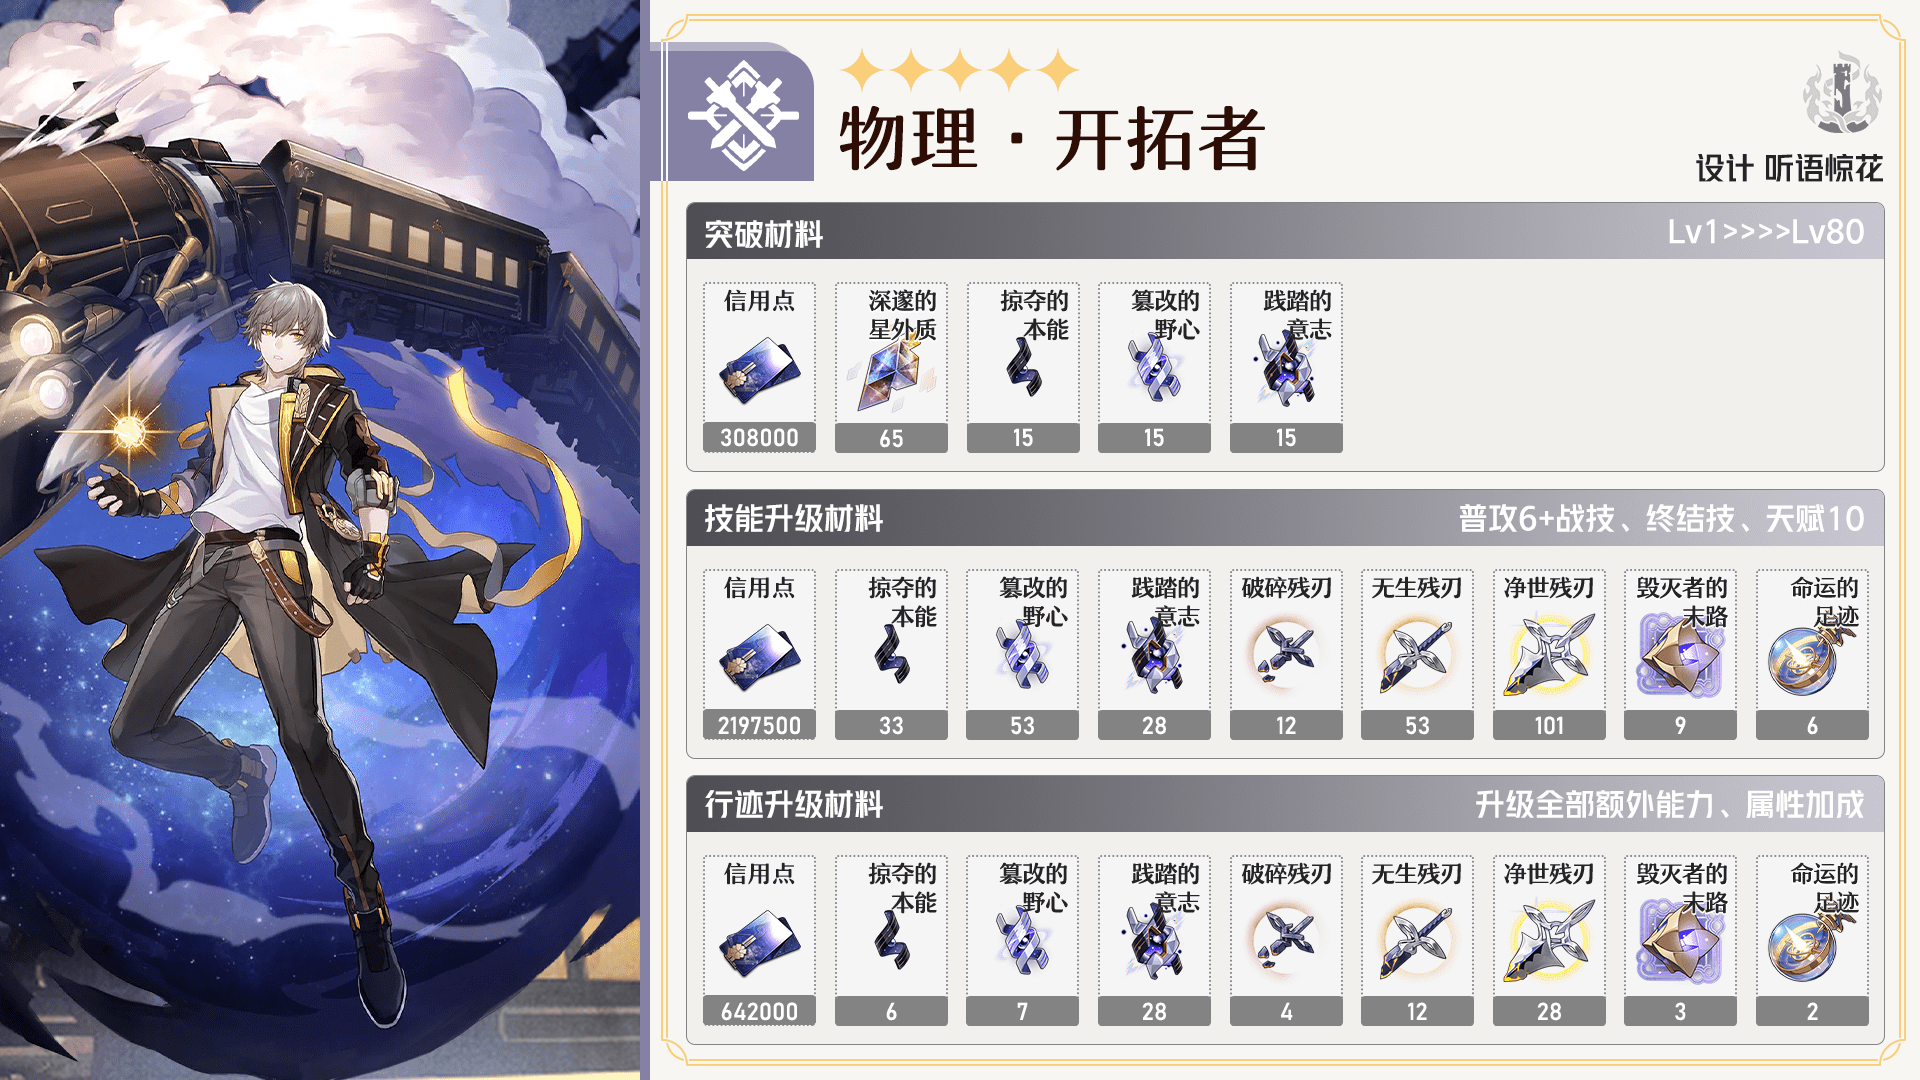 物理·开拓者
设计 听语惊花
突破材料
Lv1>>>>Lv80
信用点
深邃的
星外质
掠夺的
本能
篡改的
野心
践踏的
意志
308000
65
15
15
15
技能升级材料
普攻6+战技、终结技、天赋10
信用点
掠夺的
本能
篡改的
野心
践踏的
意志
破碎残刃
无生残刃
净世残刃
毁灭者的
末路
命运的
足迹
2197500
33
53
28
12
53
101
9
6
行迹升级材料
升级全部额外能力、属性加成
信用点
掠夺的
本能
篡改的
野心
践踏的
意志
破碎残刃
无生残刃
净世残刃
毁灭者的
末路
命运的
足迹
642000
6
7
28
4
12
28
3
2